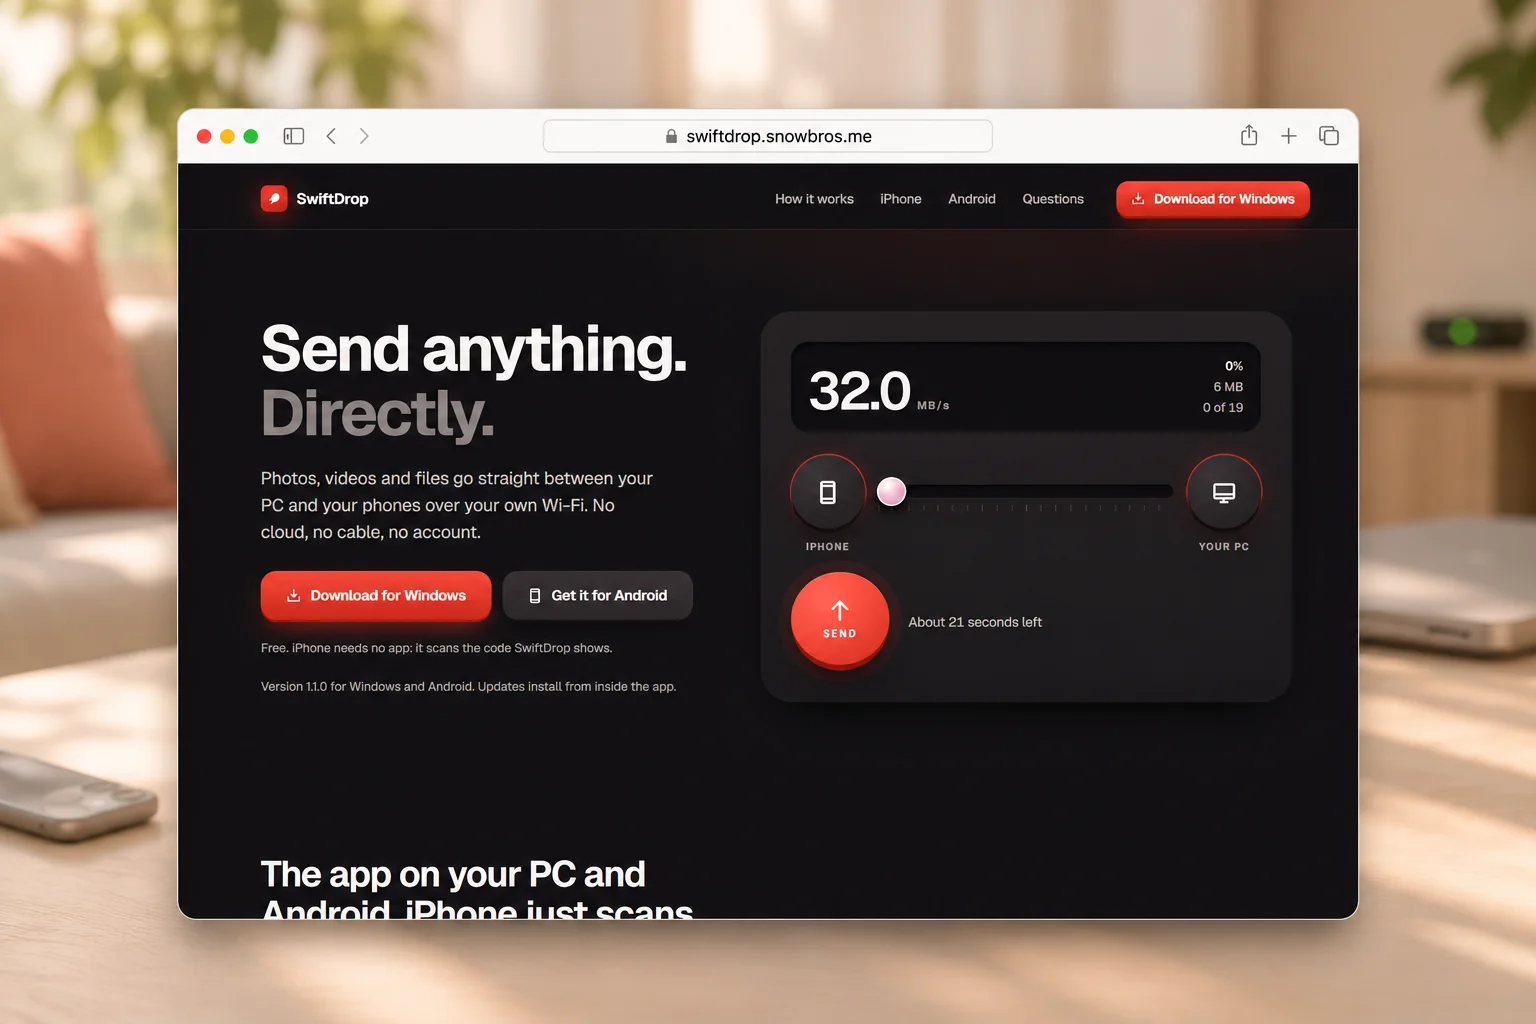 swiftdrop.snowbros.me
SwiftDrop
How it works
iPhone
Android
Questions
Download for Windows
Send anything.
Directly.
Photos, videos and files go straight between your
PC and your phones over your own Wi-Fi. No
cloud, no cable, no account.
Download for Windows
Get it for Android
Free. iPhone needs no app: it scans the code SwiftDrop shows.
Version 1.1.0 for Windows and Android. Updates install from inside the app.
32.0 MB/s
0%
6 MB
0 of 19
IPHONE
YOUR PC
SEND
About 21 seconds left
The app on your PC and
Android. iPhone just scans